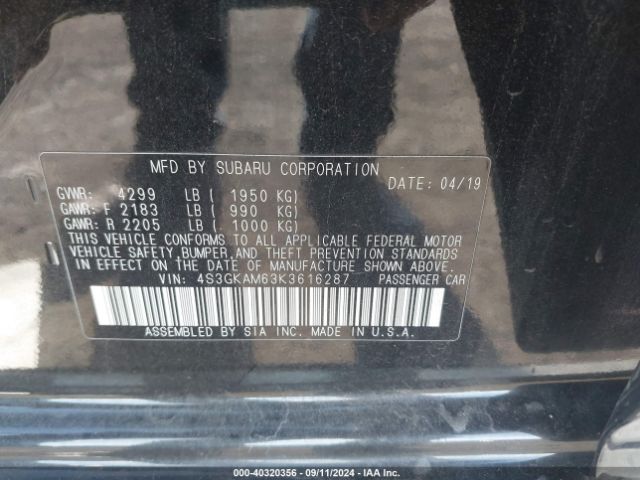 MFD BY SUBARU CORPORATION
DATE: 04/19
GVWR: 4299 LB ( 1950 KG)
GAWR: F 2183 LB ( 990 KG)
GAWR: R 2205 LB ( 1000 KG)
THIS VEHICLE CONFORMS TO ALL APPLICABLE FEDERAL MOTOR
VEHICLE SAFETY, BUMPER, AND THEFT PREVENTION STANDARDS
IN EFFECT ON THE DATE OF MANUFACTURE SHOWN ABOVE.
VIN: 4S3GKAM63K3616287 PASSENGER CAR
ASSEMBLED BY SIA INC. MADE IN U.S.A.
000-40320356 - 09/11/2024 - IAA Inc.